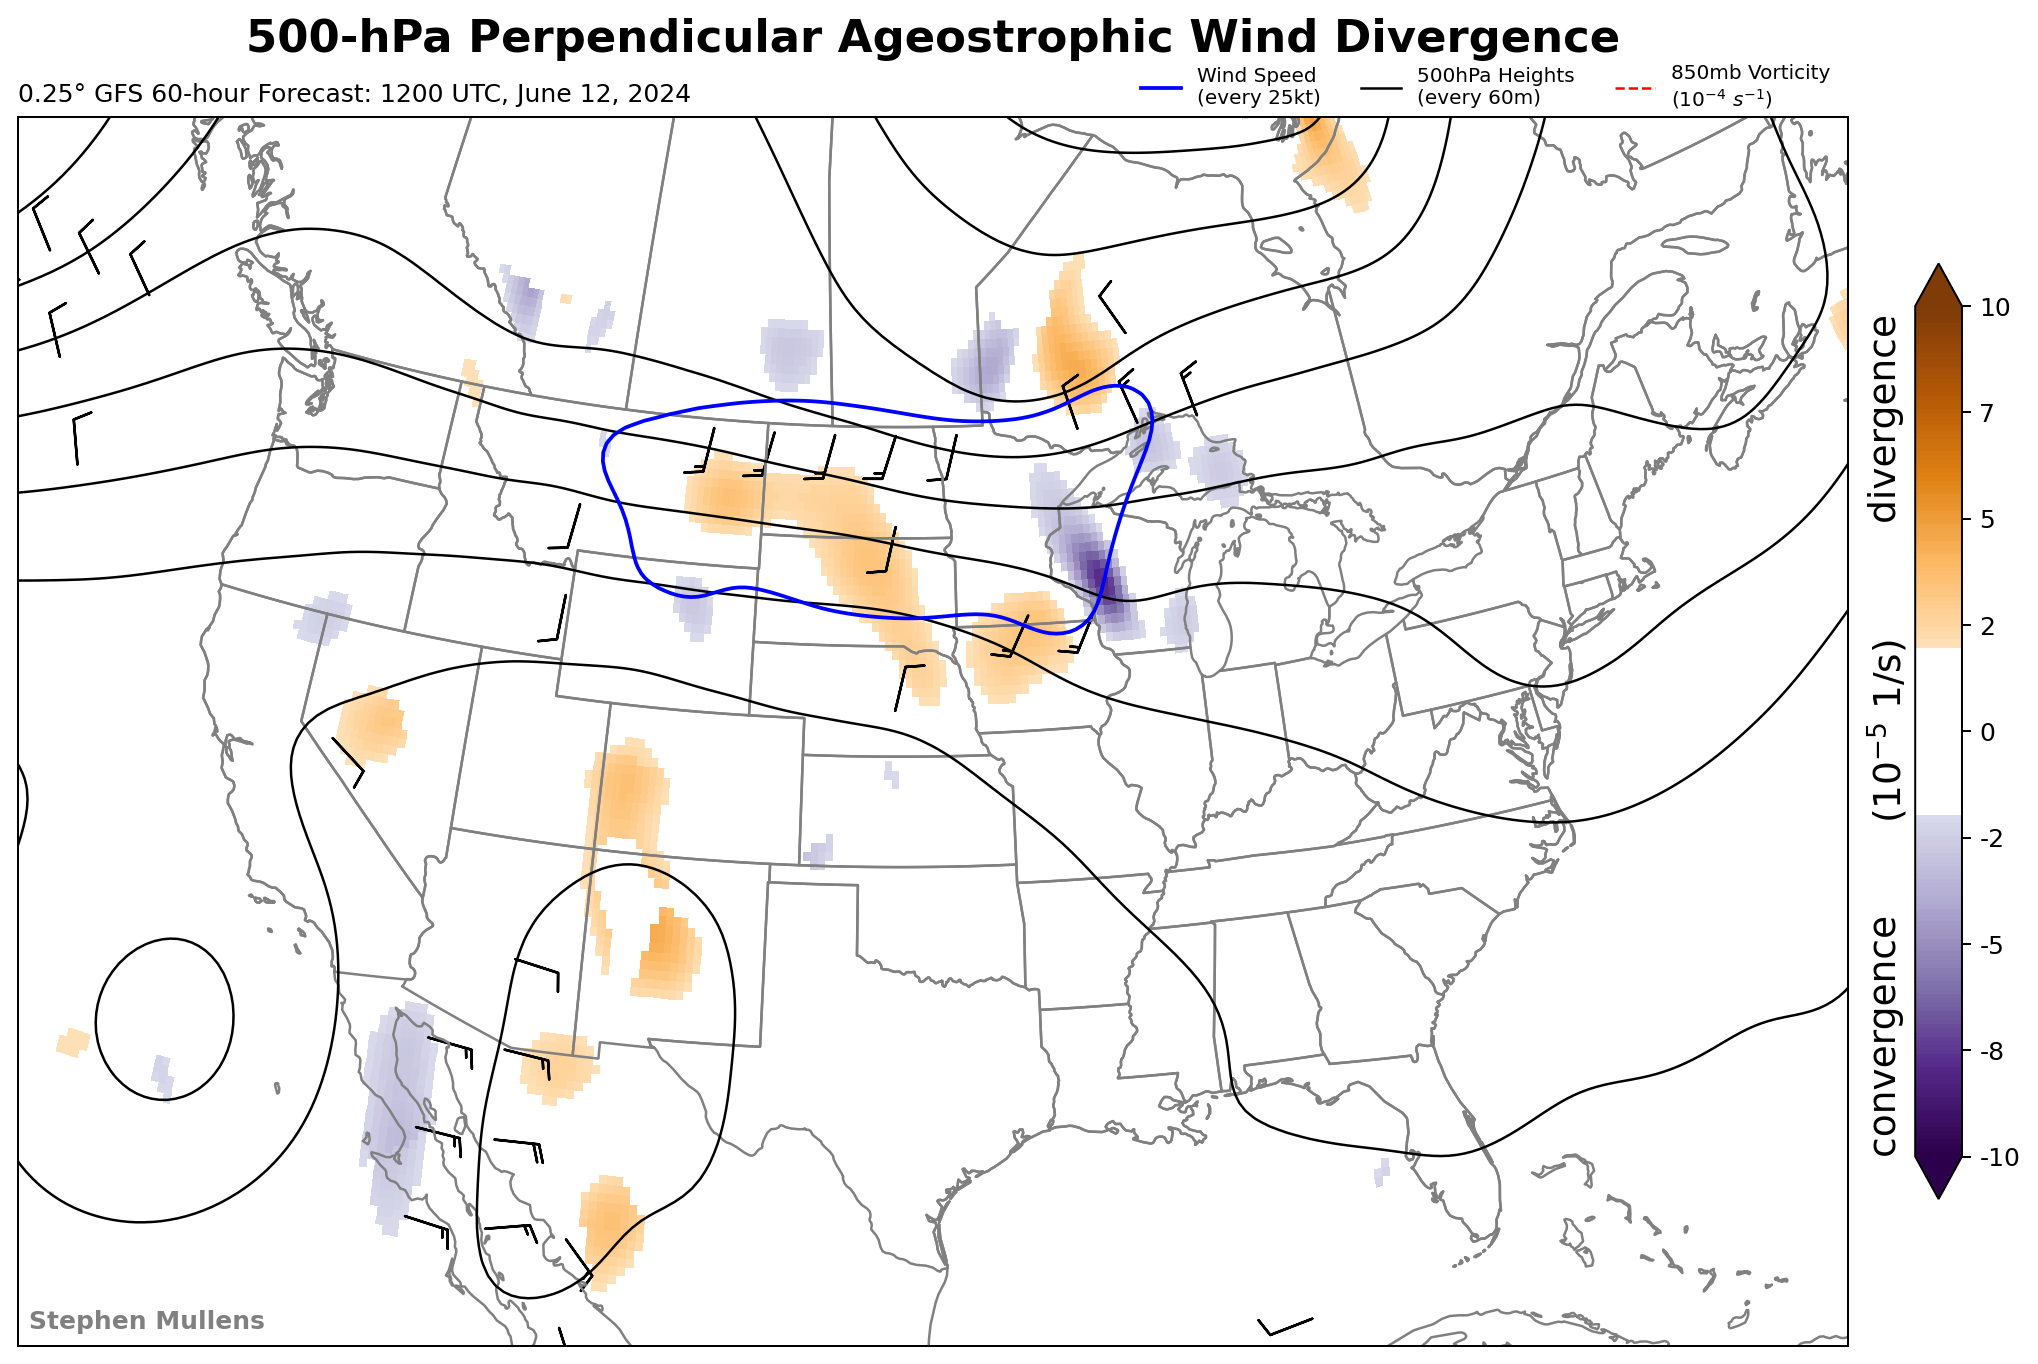 500-hPa Perpendicular Ageostrophic Wind Divergence
0.25° GFS 60-hour Forecast: 1200 UTC, June 12, 2024
Wind Speed
(every 25kt)
500hPa Heights
(every 60m)
850mb Vorticity
(10⁻⁴ s⁻¹)
10
7
5
2
0
-2
-5
-8
-10
convergence (10⁻⁵ 1/s) divergence
Stephen Mullens